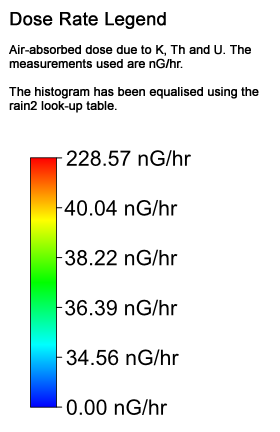 Dose Rate Legend
Air-absorbed dose due to K, Th and U. The
measurements used are nG/hr.
The histogram has been equalised using the
rain2 look-up table.
228.57 nG/hr
40.04 nG/hr
38.22 nG/hr
36.39 nG/hr
34.56 nG/hr
0.00 nG/hr